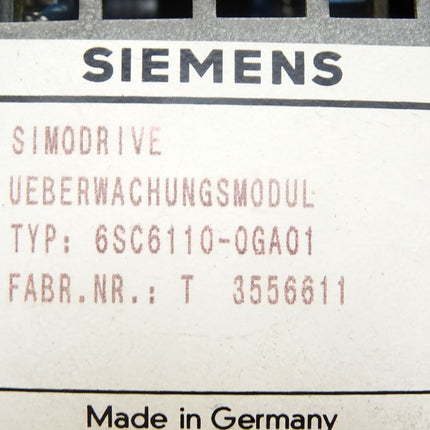 SIEMENS
SIMODRIVE
UEBERWACHUNGSMODUL
TYP: 6SC6110-0GA01
FABR.NR.: T 3556611
Made in Germany